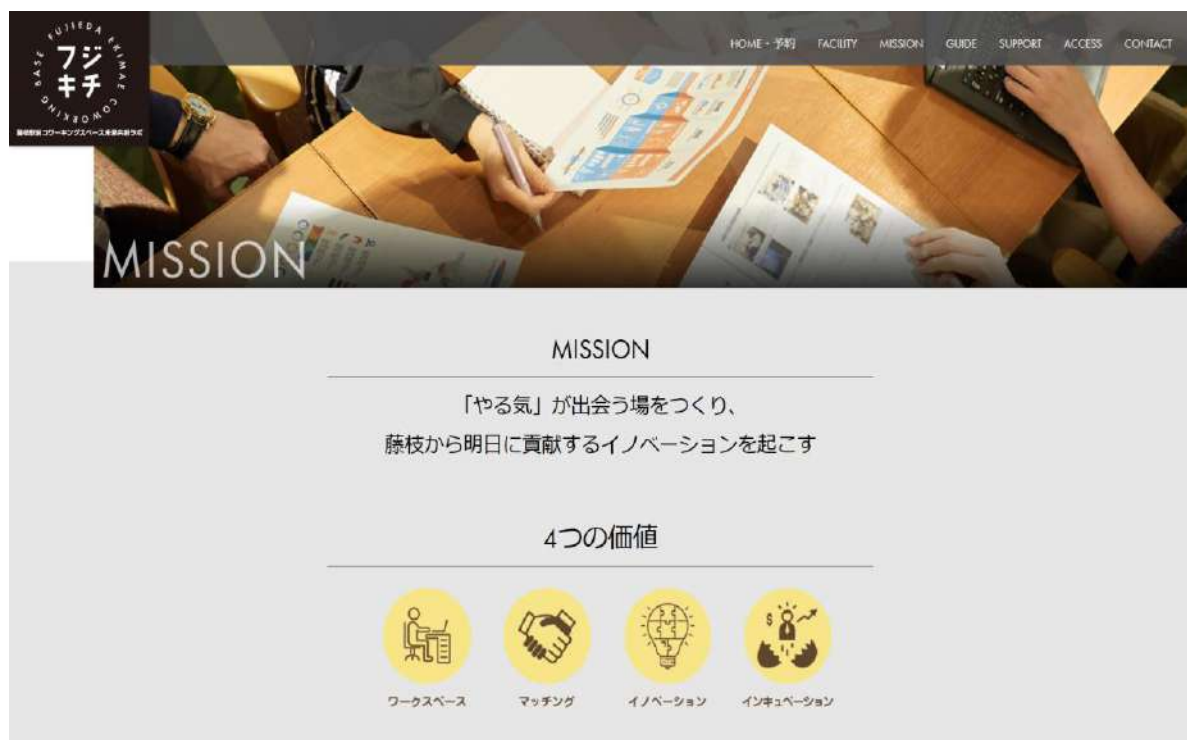 FUJIEDA EKIMAE COWORKING BASE
フジ
キチ
藤枝駅前コワーキングスペース未来共創ラボ
HOME・予約 FACILITY MISSION GUIDE SUPPORT ACCESS CONTACT
MISSION
MISSION
「やる気」が出会う場をつくり、
藤枝から明日に貢献するイノベーションを起こす
4つの価値
ワークスペース マッチング イノベーション インキュベーション